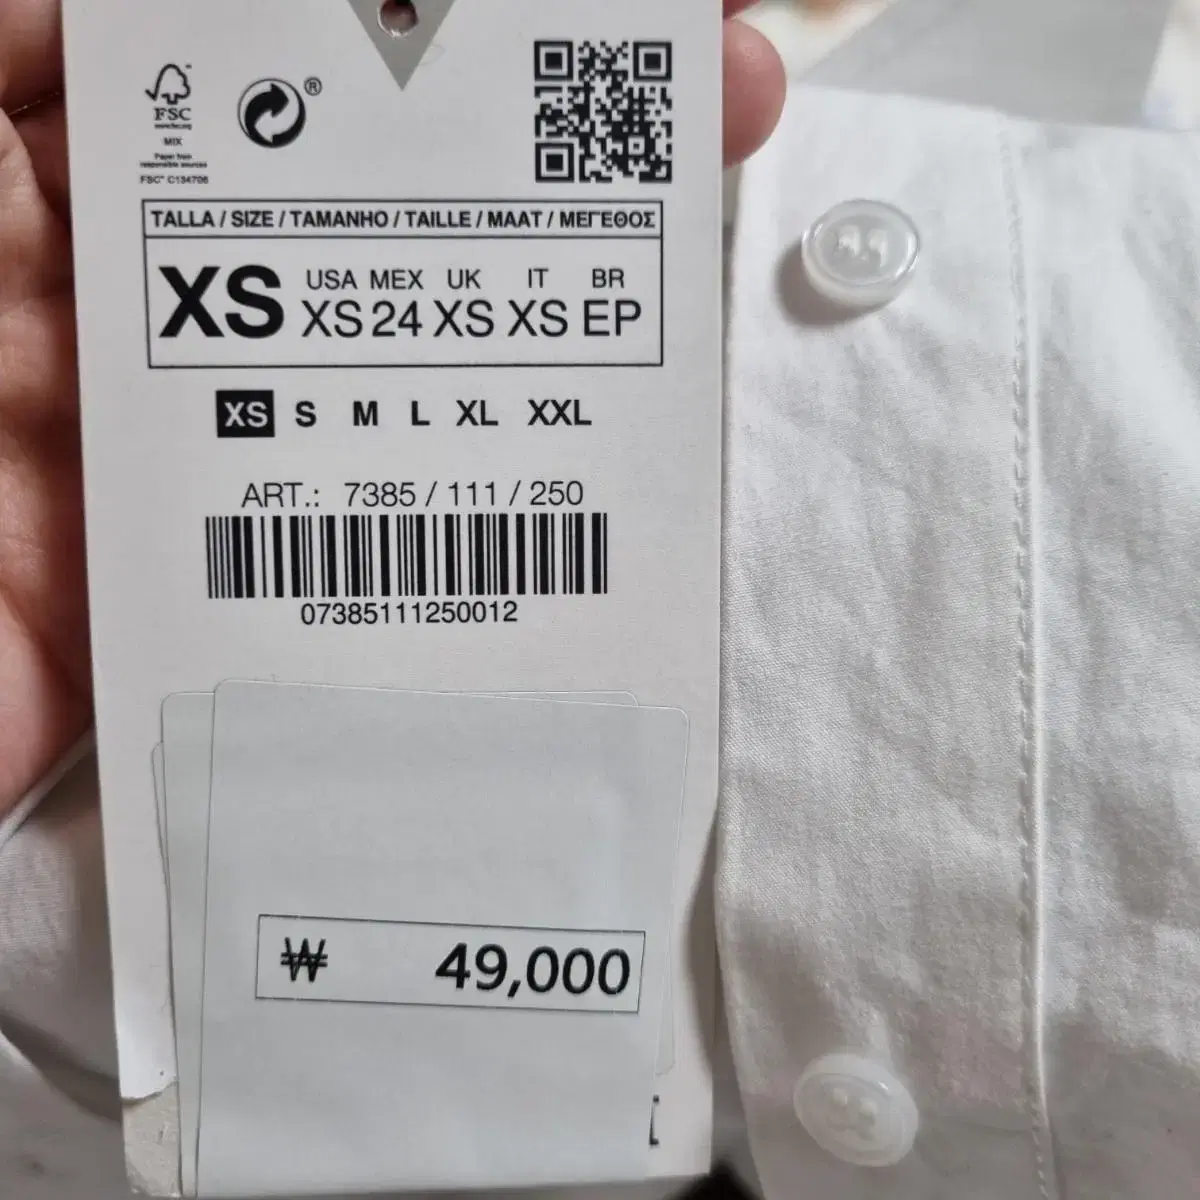 FSC
www.fsc.org
MIX
Paper from
responsible sources
FSC® C134706
®
TALLA / SIZE / TAMANHO / TAILLE / MAAT / ΜΕΓΕΘΟΣ
XS
USA MEX UK IT BR
XS 24 XS XS EP
XS S M L XL XXL
ART.: 7385 / 111 / 250
07385111250012
₩ 49,000